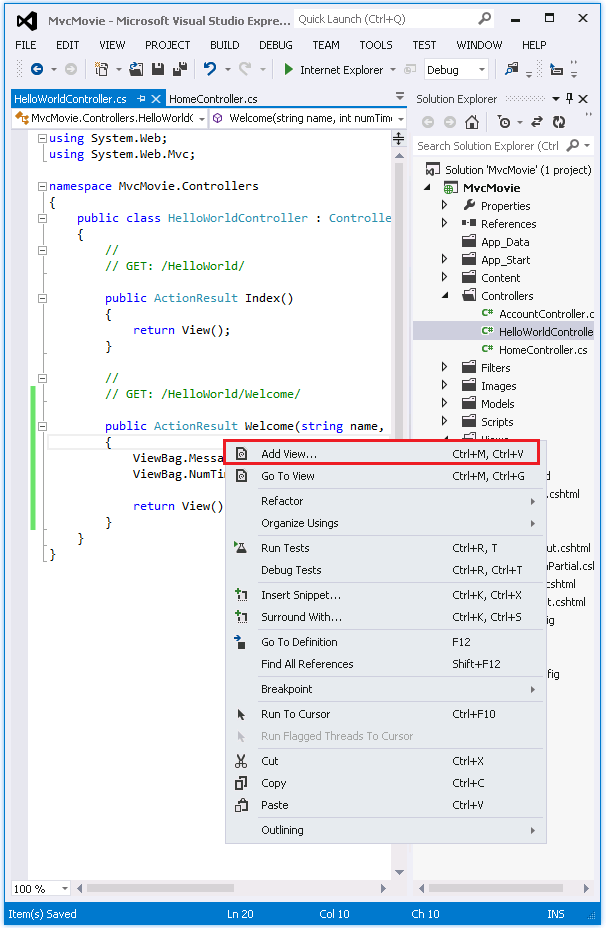 MvcMovie - Microsoft Visual Studio Expre...
Quick Launch (Ctrl+Q)
FILE EDIT VIEW PROJECT BUILD DEBUG TEAM TOOLS TEST WINDOW HELP
Internet Explorer Debug
HelloWorldController.cs HomeController.cs
MvcMovie.Controllers.HelloWorldC Welcome(string name, int numTime
using System.Web;
using System.Web.Mvc;
namespace MvcMovie.Controllers
{
public class HelloWorldController : Controlle
{
//
// GET: /HelloWorld/
public ActionResult Index()
{
return View();
}
//
// GET: /HelloWorld/Welcome/
public ActionResult Welcome(string name,
{
ViewBag.Messa
ViewBag.NumTim
return View()
}
}
}
100 %
Solution Explorer
Search Solution Explorer (Ctrl
Solution 'MvcMovie' (1 project)
MvcMovie
Properties
References
App_Data
App_Start
Content
Controllers
AccountController.c
HelloWorldControlle
HomeController.cs
Filters
Images
Models
Scripts
Views
d
.cshtml
ut.cshtml
nPartial.csl
cshtml
t.cshtml
ig
fig
Add View... Ctrl+M, Ctrl+V
Go To View Ctrl+M, Ctrl+G
Refactor
Organize Usings
Run Tests Ctrl+R, T
Debug Tests Ctrl+R, Ctrl+T
Insert Snippet... Ctrl+K, Ctrl+X
Surround With... Ctrl+K, Ctrl+S
Go To Definition F12
Find All References Shift+F12
Breakpoint
Run To Cursor Ctrl+F10
Run Flagged Threads To Cursor
Cut Ctrl+X
Copy Ctrl+C
Paste Ctrl+V
Outlining
Item(s) Saved Ln 20 Col 10 Ch 10 INS